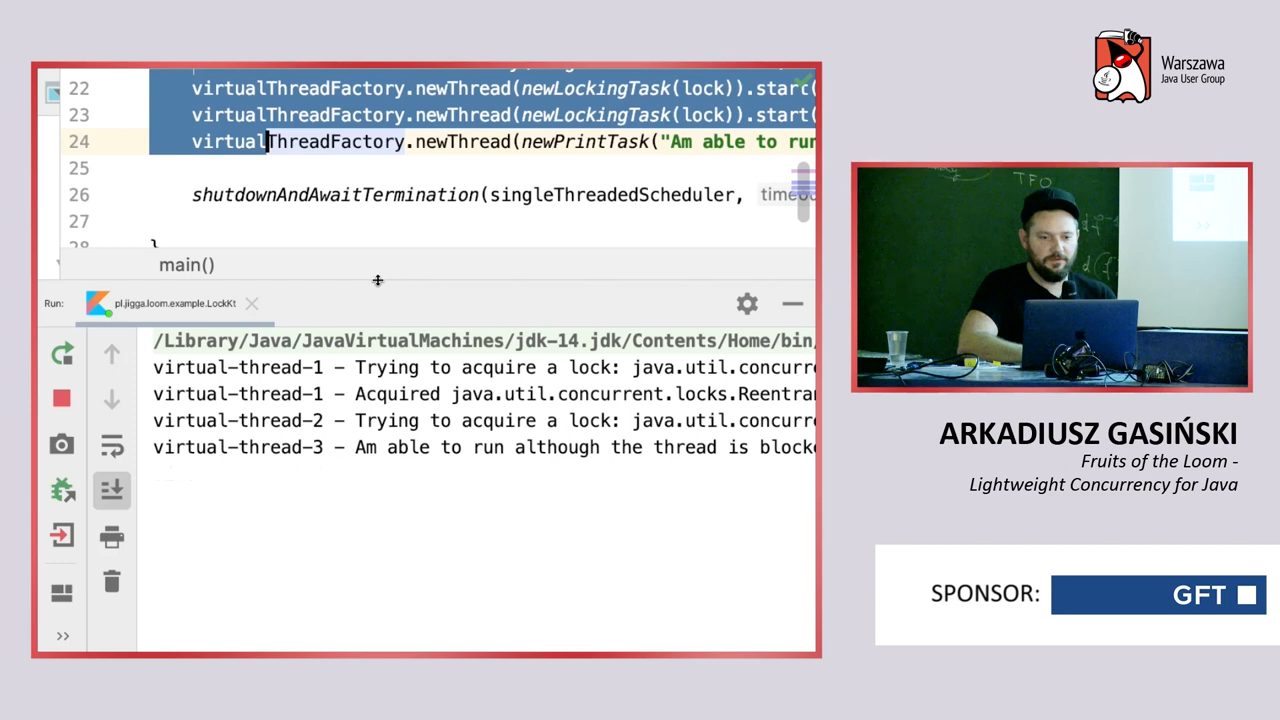 22 virtualThreadFactory.newThread(newLockingTask(lock)).start(
23 virtualThreadFactory.newThread(newLockingTask(lock)).start(
24 virtualThreadFactory.newThread(newPrintTask("Am able to run
25
26 shutdownAndAwaitTermination(singleThreadedScheduler, timeou
27
28 }
main()
Run: pl.jigga.loom.example.LockKt
/Library/Java/JavaVirtualMachines/jdk-14.jdk/Contents/Home/bin/
virtual-thread-1 – Trying to acquire a lock: java.util.concurre
virtual-thread-1 – Acquired java.util.concurrent.locks.Reentran
virtual-thread-2 – Trying to acquire a lock: java.util.concurre
virtual-thread-3 – Am able to run although the thread is blocke
>>
Warszawa
Java User Group
TFO
ARKADIUSZ GASIŃSKI
Fruits of the Loom -
Lightweight Concurrency for Java
SPONSOR: GFT